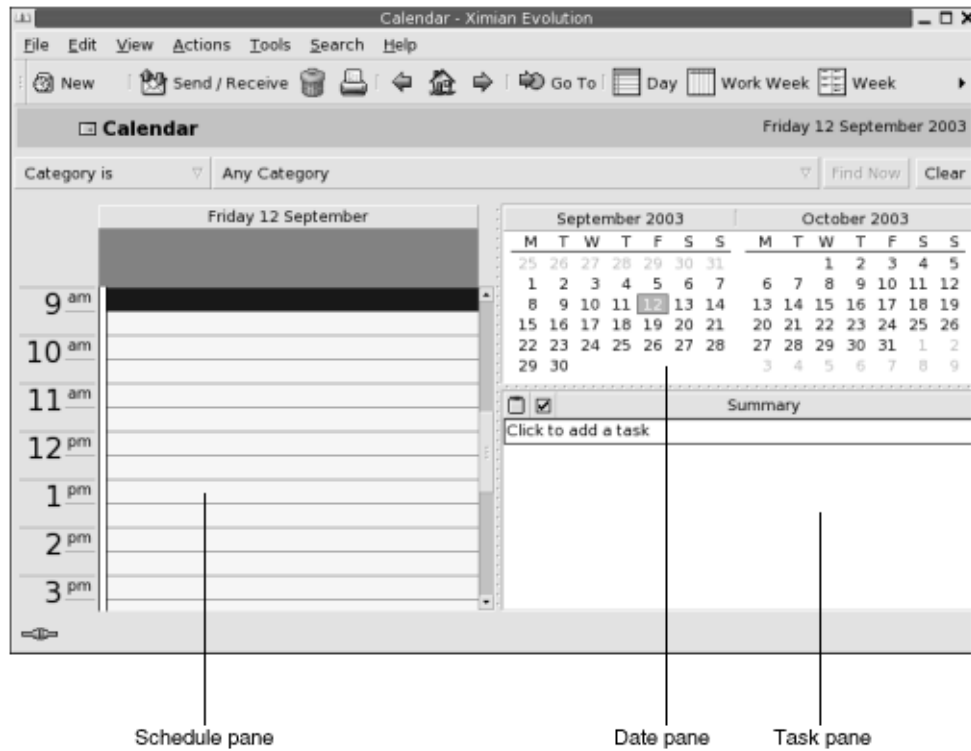 Calendar - Ximian Evolution
File Edit View Actions Tools Search Help
New Send / Receive Go To Day Work Week Week
Calendar Friday 12 September 2003
Category is Any Category Find Now Clear
Friday 12 September
9 am
10 am
11 am
12 pm
1 pm
2 pm
3 pm
September 2003
M T W T F S S
25 26 27 28 29 30 31
1 2 3 4 5 6 7
8 9 10 11 12 13 14
15 16 17 18 19 20 21
22 23 24 25 26 27 28
29 30
October 2003
M T W T F S S
1 2 3 4 5
6 7 8 9 10 11 12
13 14 15 16 17 18 19
20 21 22 23 24 25 26
27 28 29 30 31 1 2
3 4 5 6 7 8 9
Summary
Click to add a task
Schedule pane Date pane Task pane